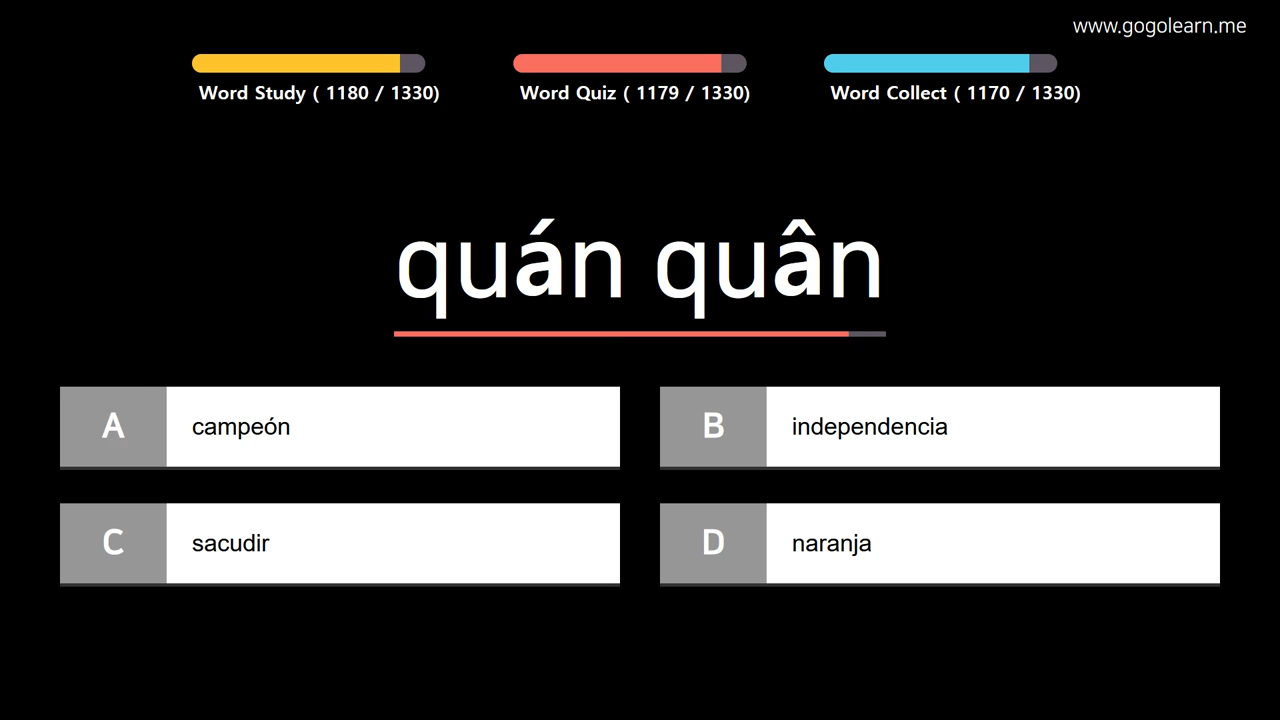 www.gogolearn.me
Word Study ( 1180 / 1330)
Word Quiz ( 1179 / 1330)
Word Collect ( 1170 / 1330)
quán quân
A campeón
B independencia
C sacudir
D naranja